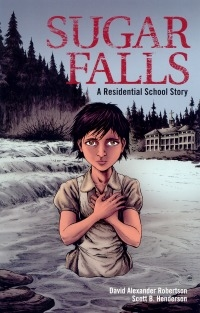 SUGAR
FALLS
A Residential School Story
David Alexander Robertson
Scott B. Henderson